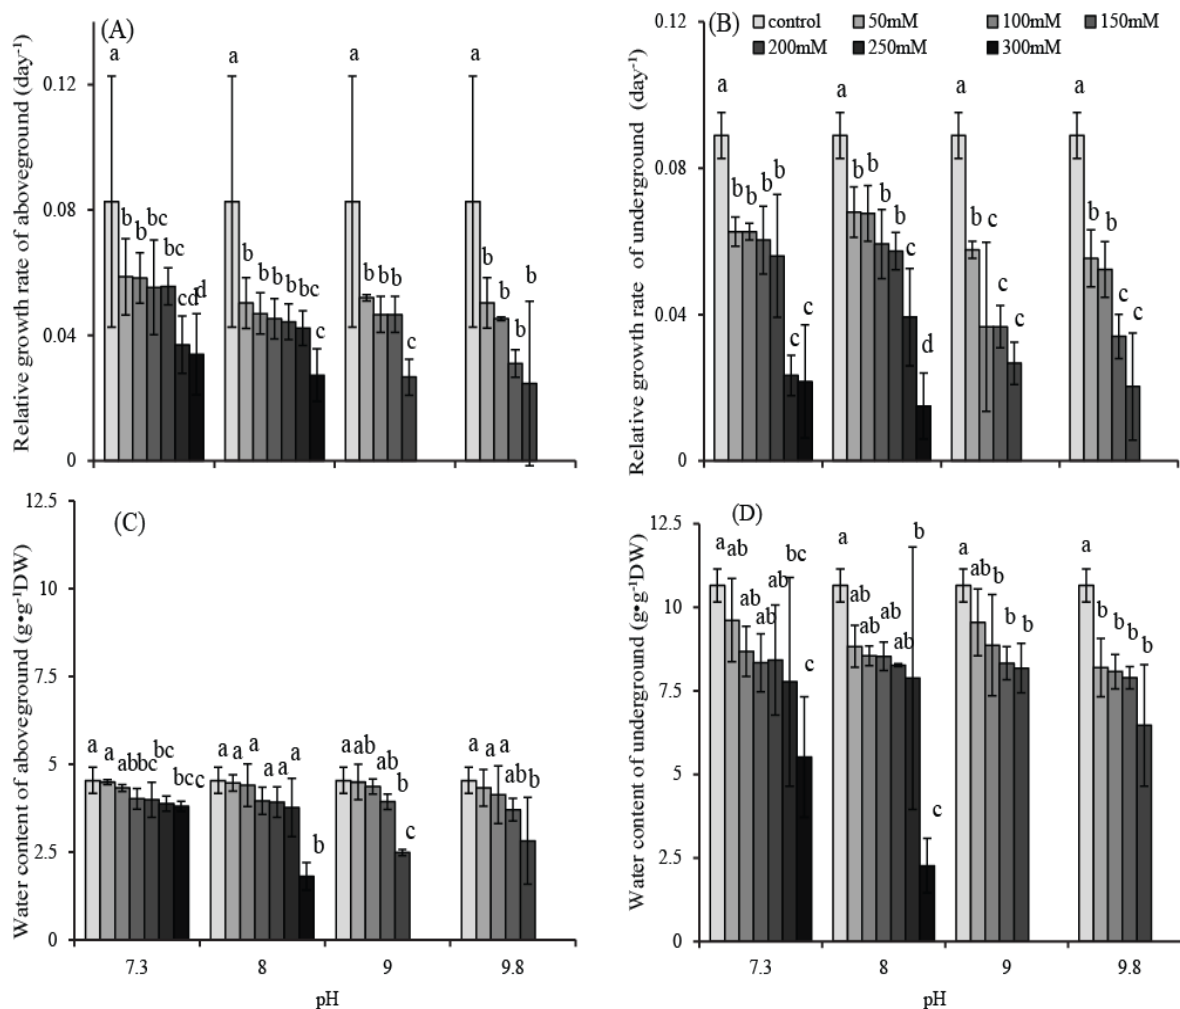 (A)
Relative growth rate of aboveground (day⁻¹)
0.12
0.08
0.04
0
a b b bc bc cd d
a b b b b bc c
a b b b c
a b b b b
(B)
control 50mM 100mM 150mM
200mM 250mM 300mM
Relative growth rate of underground (day⁻¹)
0.12
0.08
0.04
0
a b b b b c c
a b b b b c d
a b c c c
a b b c c
(C)
Water content of aboveground (g•g⁻¹DW)
12.5
10
7.5
5
2.5
0
a a ab bc bc bc c
a a a a a a b
a ab ab b c
a a a ab b
7.3 8 9 9.8
pH
(D)
Water content of underground (g•g⁻¹DW)
12.5
10
7.5
5
2.5
0
a ab ab ab ab bc c
a ab ab ab ab b c
a ab b b b
a b b b b
7.3 8 9 9.8
pH